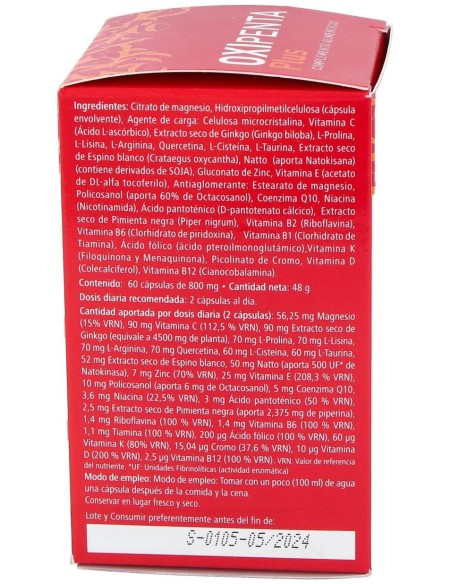 OXIPENTA
Plus
COMPLEMENTO ALIMENTICIO
Ingredientes: Citrato de magnesio, Hidroxipropilmetilcelulosa (cápsula
envolvente), Agente de carga: Celulosa microcristalina, Vitamina C
(Ácido L-ascórbico), Extracto seco de Ginkgo (Ginkgo biloba), L-Prolina,
L-Lisina, L-Arginina, Quercetina, L-Cisteína, L-Taurina, Extracto seco
de Espino blanco (Crataegus oxycantha), Natto (aporta Natokisana)
(contiene derivados de SOJA), Gluconato de Zinc, Vitamina E (acetato
de DL-alfa tocoferilo), Antiaglomerante: Estearato de magnesio,
Policosanol (aporta 60% de Octacosanol), Coenzima Q10, Niacina
(Nicotinamida), Ácido pantoténico (D-pantotenato cálcico), Extracto
seco de Pimienta negra (Piper nigrum), Vitamina B2 (Riboflavina),
Vitamina B6 (Clorhidrato de piridoxina), Vitamina B1 (Clorhidrato de
Tiamina), Ácido fólico (ácido pteroilmonoglutámico),Vitamina K
(Filoquinona y Menaquinona), Picolinato de Cromo, Vitamina D
(Colecalciferol), Vitamina B12 (Cianocobalamina).
Contenido: 60 cápsulas de 800 mg • Cantidad neta: 48 g
Dosis diaria recomendada: 2 cápsulas al día.
Cantidad aportada por dosis diaria (2 cápsulas): 56,25 mg Magnesio
(15% VRN), 90 mg Vitamina C (112,5 % VRN), 90 mg Extracto seco de
Ginkgo (equivale a 4500 mg de planta), 70 mg L-Prolina, 70 mg L-Lisina,
70 mg L-Arginina, 70 mg Quercetina, 60 mg L-Cisteína, 60 mg L-Taurina,
52 mg Extracto seco de Espino blanco, 50 mg Natto (aporta 500 UF* de
Natokinasa), 7 mg Zinc (70% VRN), 25 mg Vitamina E (208,3 % VRN),
10 mg Policosanol (aporta 6 mg de Octacosanol), 5 mg Coenzima Q10,
3,6 mg Niacina (22,5% VRN), 3 mg Ácido pantoténico (50 % VRN),
2,5 mg Extracto seco de Pimienta negra (aporta 2,375 mg de piperina),
1,4 mg Riboflavina (100 % VRN), 1,4 mg Vitamina B6 (100 % VRN),
1,1 mg Tiamina (100 % VRN), 200 µg Ácido fólico (100 % VRN), 60 µg
Vitamina K (80% VRN), 15,04 µg Cromo (37,6 % VRN), 10 µg Vitamina
D (200 % VRN), 2,5 µg Vitamina B12 (100 % VRN). VRN: Valor de referencia
del nutriente. *UF: Unidades Fibrinolíticas (actividad enzimática)
Modo de empleo: Modo de empleo: Tomar con un poco (100 ml) de agua
una cápsula después de la comida y la cena.
Conservar en lugar fresco y seco.
Lote y Consumir preferentemente antes del fin de:
S-0105-05/2024